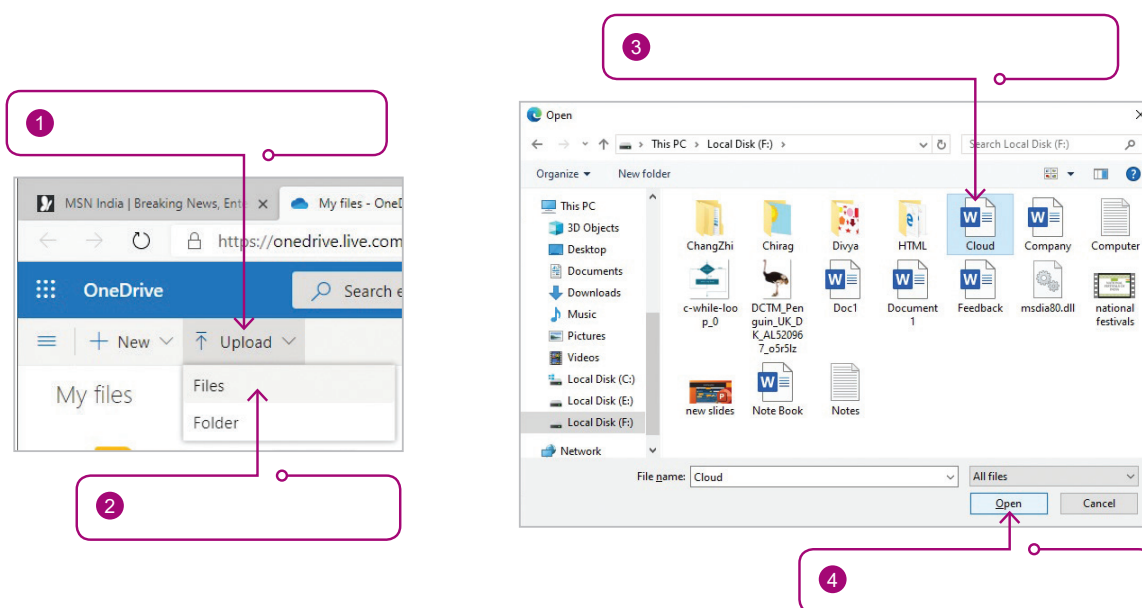 3
1
Open
This PC > Local Disk (F:) >
Search Local Disk (F:)
Organize
New folder
MSN India | Breaking News, Ente
My files - OneD
https://onedrive.live.com
OneDrive
Search e
New
Upload
My files
Files
Folder
2
This PC
3D Objects
Desktop
Documents
Downloads
Music
Pictures
Videos
Local Disk (C:)
Local Disk (E:)
Local Disk (F:)
Network
ChangZhi
Chirag
Divya
HTML
Cloud
Company
Computer
c-while-loo
p_0
DCTM_Pen
guin_UK_D
K_AL52096
7_o5r5lz
Doc1
Document
1
Feedback
msdia80.dll
national
festivals
new slides
Note Book
Notes
File name: Cloud
All files
Open
Cancel
4